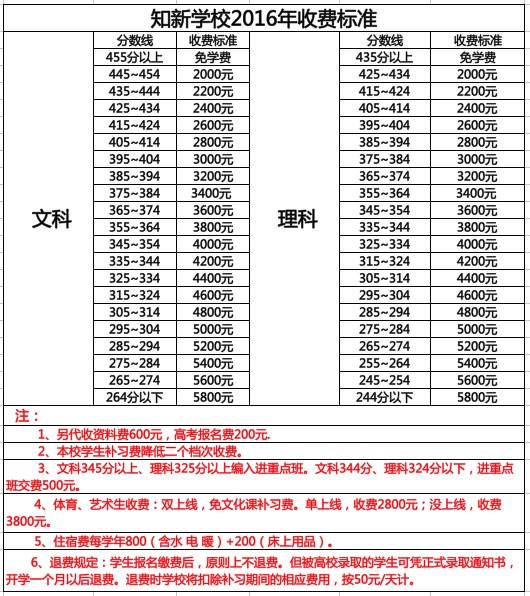 知新学校2016年收费标准
文科 理科
分数线 收费标准 分数线 收费标准
455分以上 免学费 435分以上 免学费
445~454 2000元 425~434 2000元
435~444 2200元 415~424 2200元
425~434 2400元 405~414 2400元
415~424 2600元 395~404 2600元
405~414 2800元 385~394 2800元
395~404 3000元 375~384 3000元
385~394 3200元 365~374 3200元
375~384 3400元 355~364 3400元
365~374 3600元 345~354 3600元
355~364 3800元 335~344 3800元
345~354 4000元 325~334 4000元
335~344 4200元 315~324 4200元
325~334 4400元 305~314 4400元
315~324 4600元 295~304 4600元
305~314 4800元 285~294 4800元
295~304 5000元 275~284 5000元
285~294 5200元 265~274 5200元
275~284 5400元 255~264 5400元
265~274 5600元 245~254 5600元
264分以下 5800元 244分以下 5800元
注：
1、另代收资料费600元，高考报名费200元.
2、本校学生补习费降低二个档次收费。
3、文科345分以上、理科325分以上编入进重点班。文科344分、理科324分以下，进重点
班交费500元。
4、体育、艺术生收费：双上线，免文化课补习费。单上线，收费2800元；没上线，收费
3800元。
5、住宿费每学年800（含水 电 暖）+200（床上用品）。
6、退费规定：学生报名缴费后，原则上不退费。但被高校录取的学生可凭正式录取通知书，
开学一个月以后退费。退费时学校将扣除补习期间的相应费用，按50元/天计。